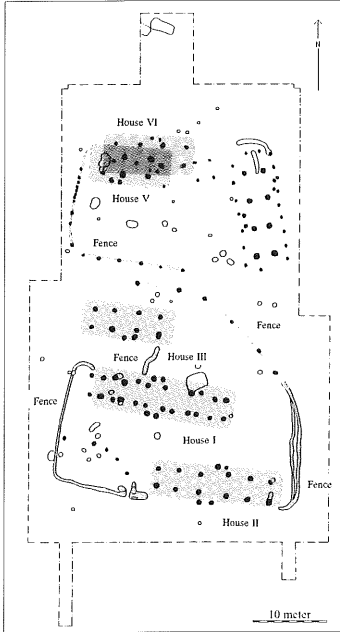 N
House VI
House V
Fence
Fence
Fence
House III
Fence
House I
Fence
House II
10 meter